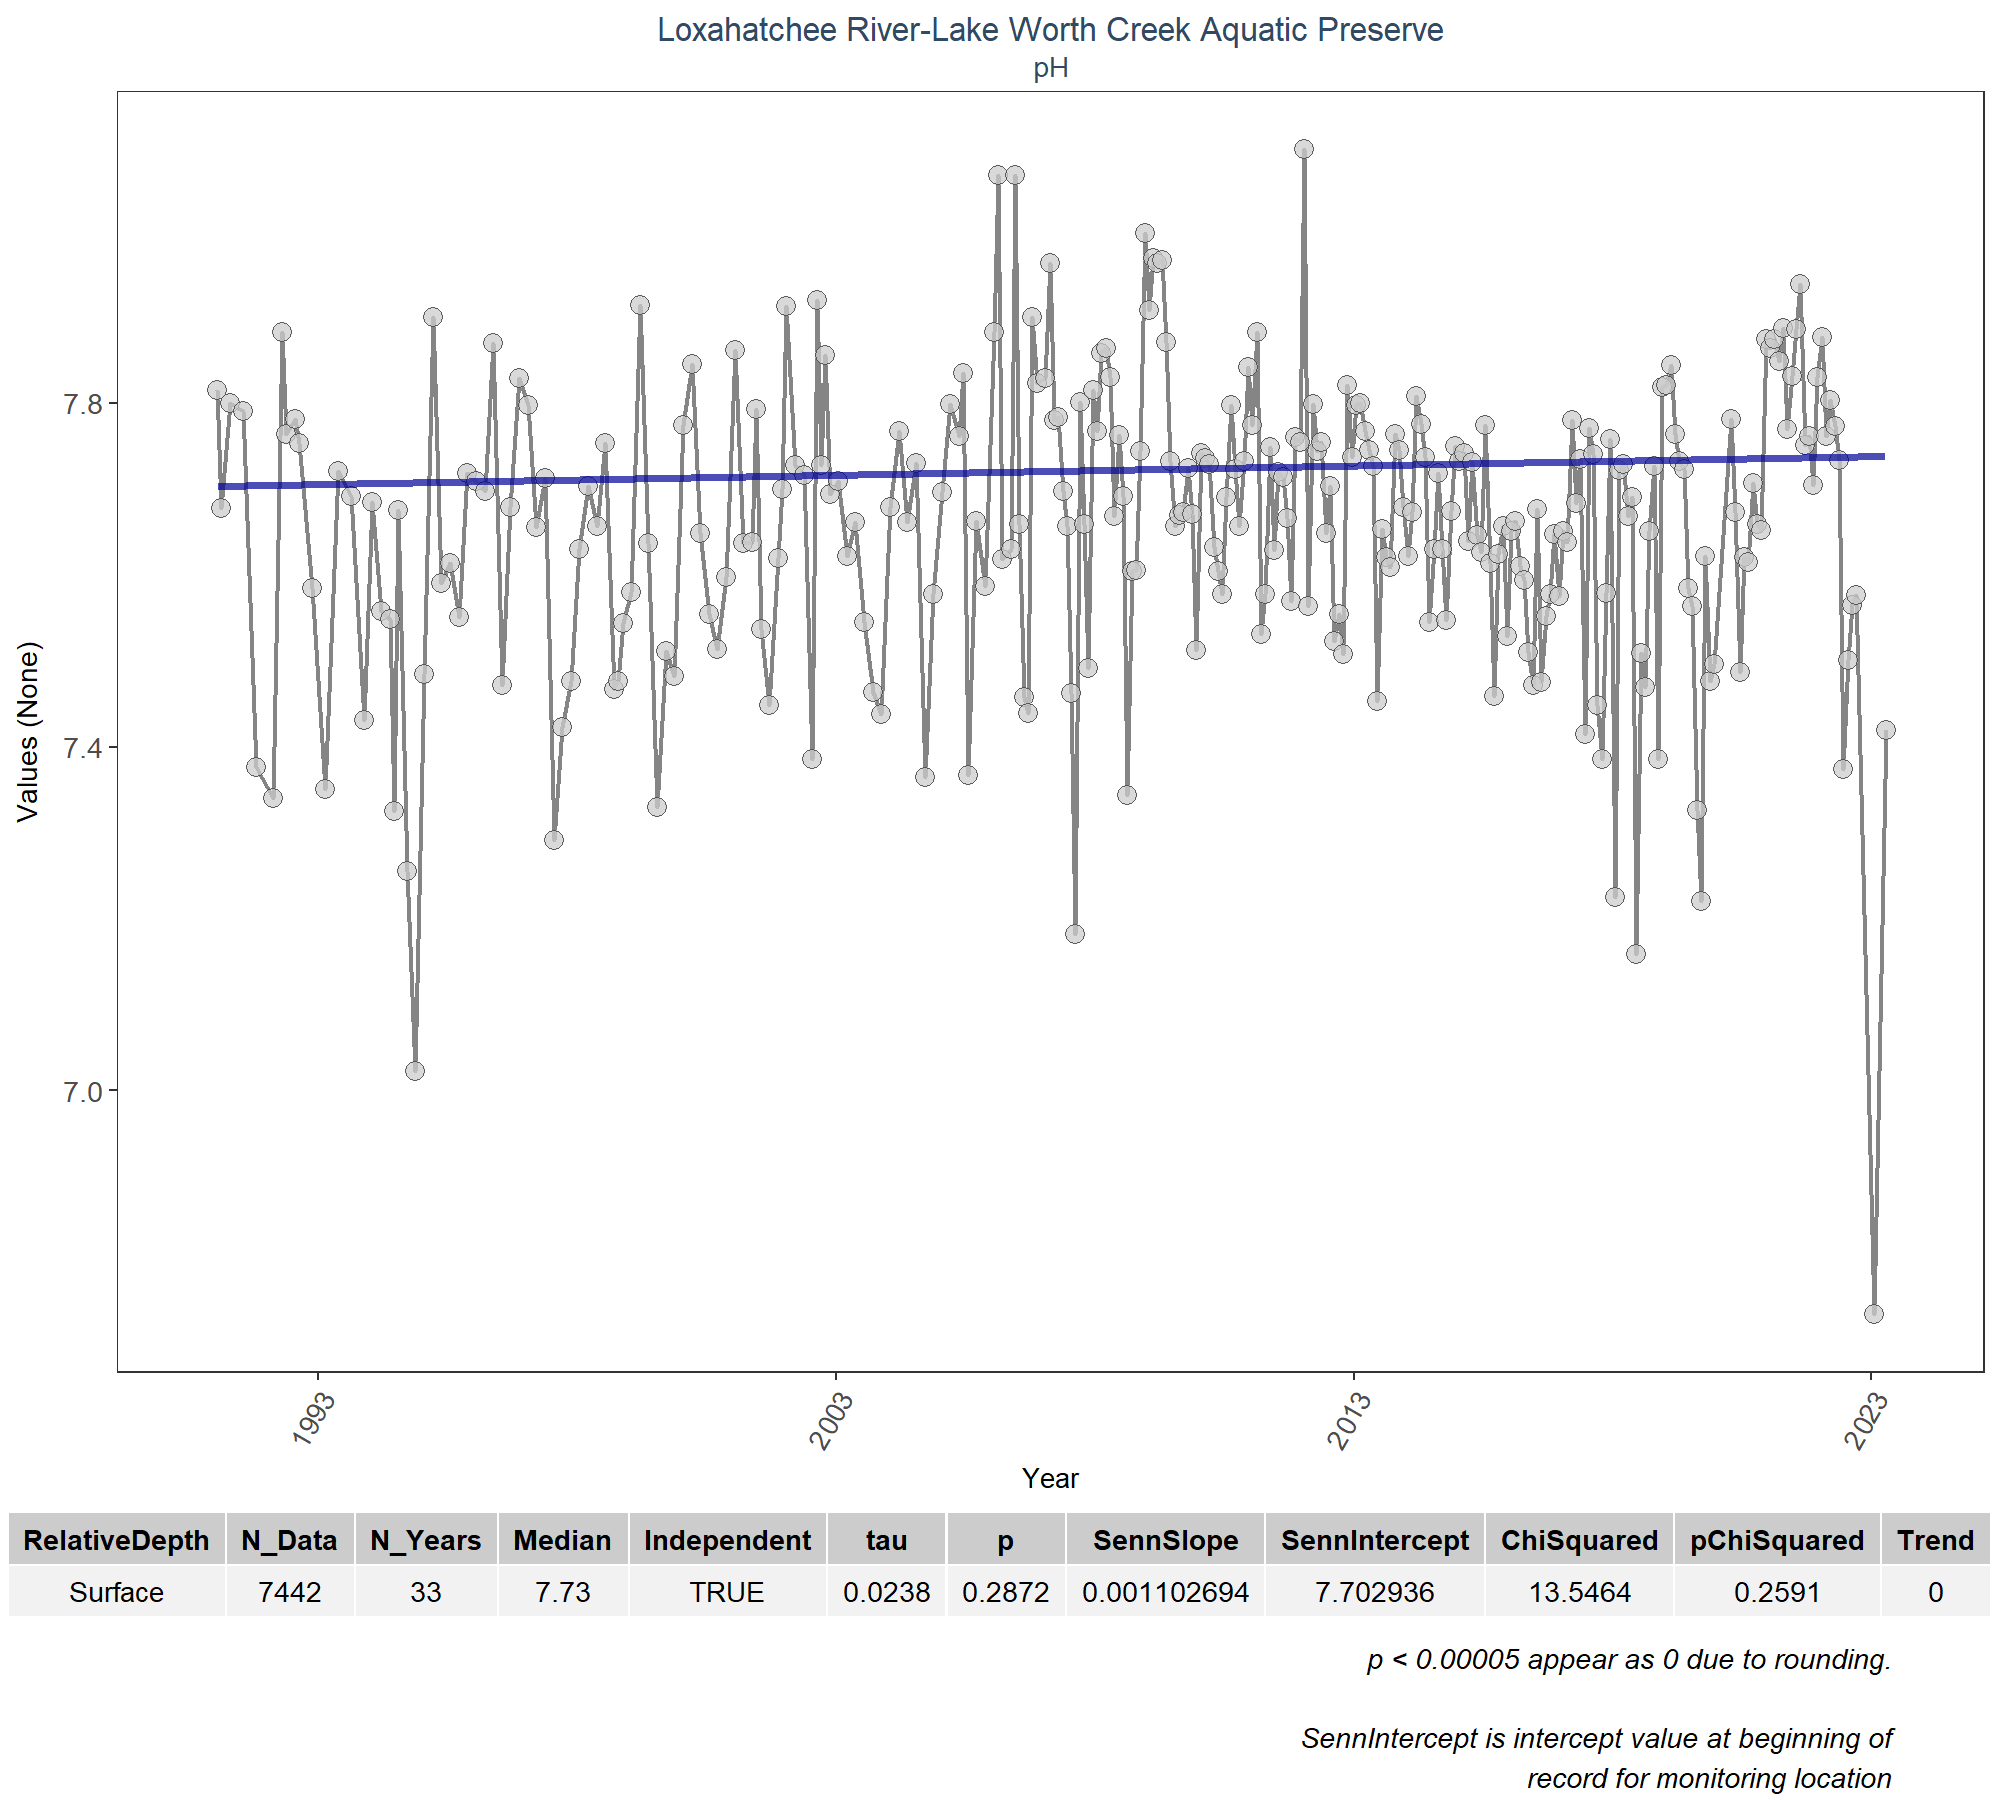 Loxahatchee River-Lake Worth Creek Aquatic Preserve
pH
Values (None)
7.8
7.4
7.0
1993
2003
2013
2023
Year
RelativeDepth N_Data N_Years Median Independent tau p SennSlope SennIntercept ChiSquared pChiSquared Trend
Surface 7442 33 7.73 TRUE 0.0238 0.2872 0.001102694 7.702936 13.5464 0.2591 0
p < 0.00005 appear as 0 due to rounding.
SennIntercept is intercept value at beginning of
record for monitoring location